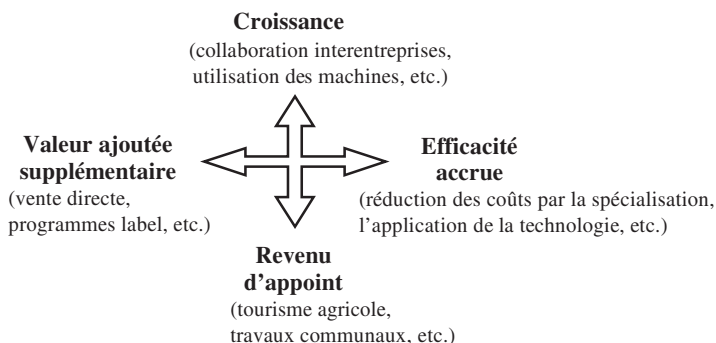 Croissance
(collaboration interentreprises,
utilisation des machines, etc.)
Valeur ajoutée
supplémentaire
(vente directe,
programmes label, etc.)
Efficacité
accrue
(réduction des coûts par la spécialisation,
l’application de la technologie, etc.)
Revenu
d’appoint
(tourisme agricole,
travaux communaux, etc.)